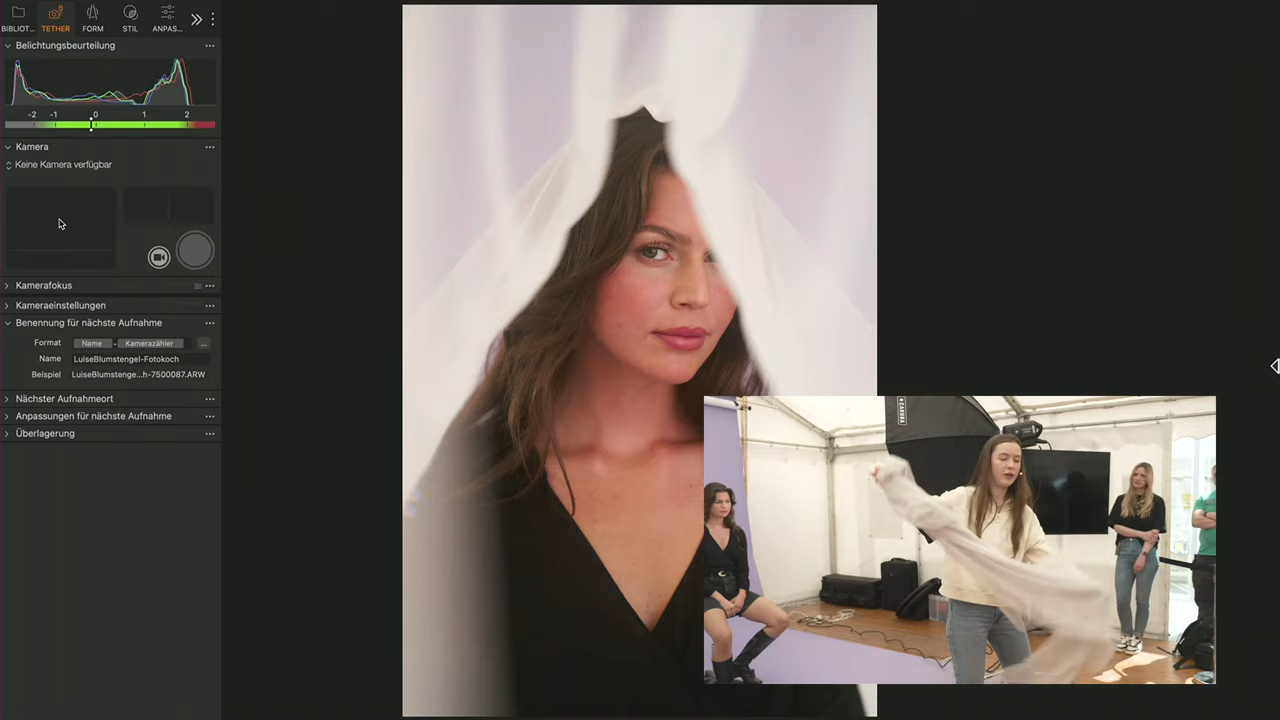 BIBLIOT... TETHER FORM STIL ANPAS...
Belichtungsbeurteilung
-2 -1 0 1 2
Kamera
Keine Kamera verfügbar
Kamerafokus
Kameraeinstellungen
Benennung für nächste Aufnahme
Format Name - Kamerazähler ...
Name LuiseBlumstengel-Fotokoch
Beispiel LuiseBlumstenge...h-7500087.ARW
Nächster Aufnahmeort
Anpassungen für nächste Aufnahme
Überlagerung
CARUBA